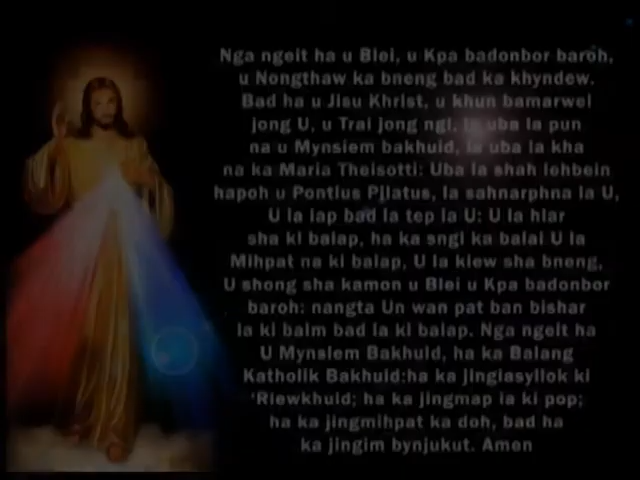 Nga ngeit ha u Blei, u Kpa badonbor baroh,
u Nongthaw ka bneng bad ka khyndew.
Bad ha u Jisu Khrist, u khun bamarwei
jong U, u Trai jong ngi, ia uba la pun
na u Mynsiem bakhuid, ia uba la kha
na ka Maria Theisotti: Uba la shah lehbein
hapoh u Pontius Pilatus, la sahnarphna la U,
U la iap bad la tep ia U: U la hiar
sha ki baiap, ha ka sngi ka balai U la
Mihpat na ki baiap, U la kiew sha bneng,
U shong sha kamon u Blei u Kpa badonbor
baroh: nangta Un wan pat ban bishar
ia ki baim bad ia ki baiap. Nga ngeit ha
U Mynsiem Bakhuid, ha ka Balang
Katholik Bakhuid:ha ka jingiasyllok ki
'Riewkhuid; ha ka jingmap ia ki pop;
ha ka jingmihpat ka doh, bad ha
ka jingim bynjukut. Amen